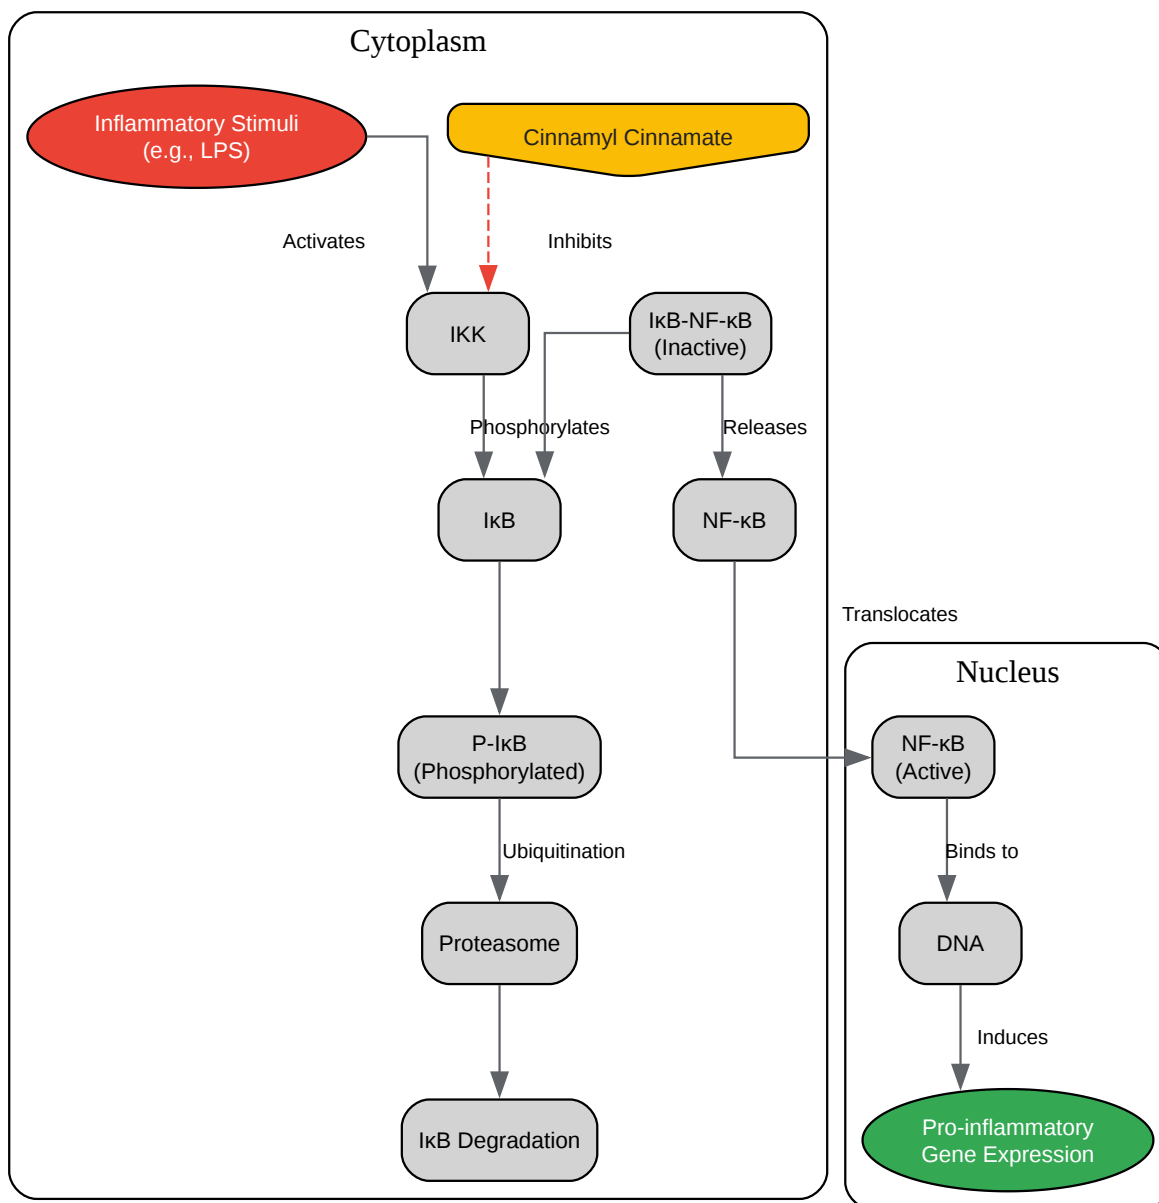 Cytoplasm
Inflammatory Stimuli
(e.g., LPS)
Cinnamyl Cinnamate
Activates
Inhibits
IKK
IκB-NF-κB
(Inactive)
Phosphorylates
Releases
IκB
NF-κB
Translocates
Nucleus
P-IκB
(Phosphorylated)
NF-κB
(Active)
Ubiquitination
Binds to
Proteasome
DNA
Induces
IκB Degradation
Pro-inflammatory
Gene Expression